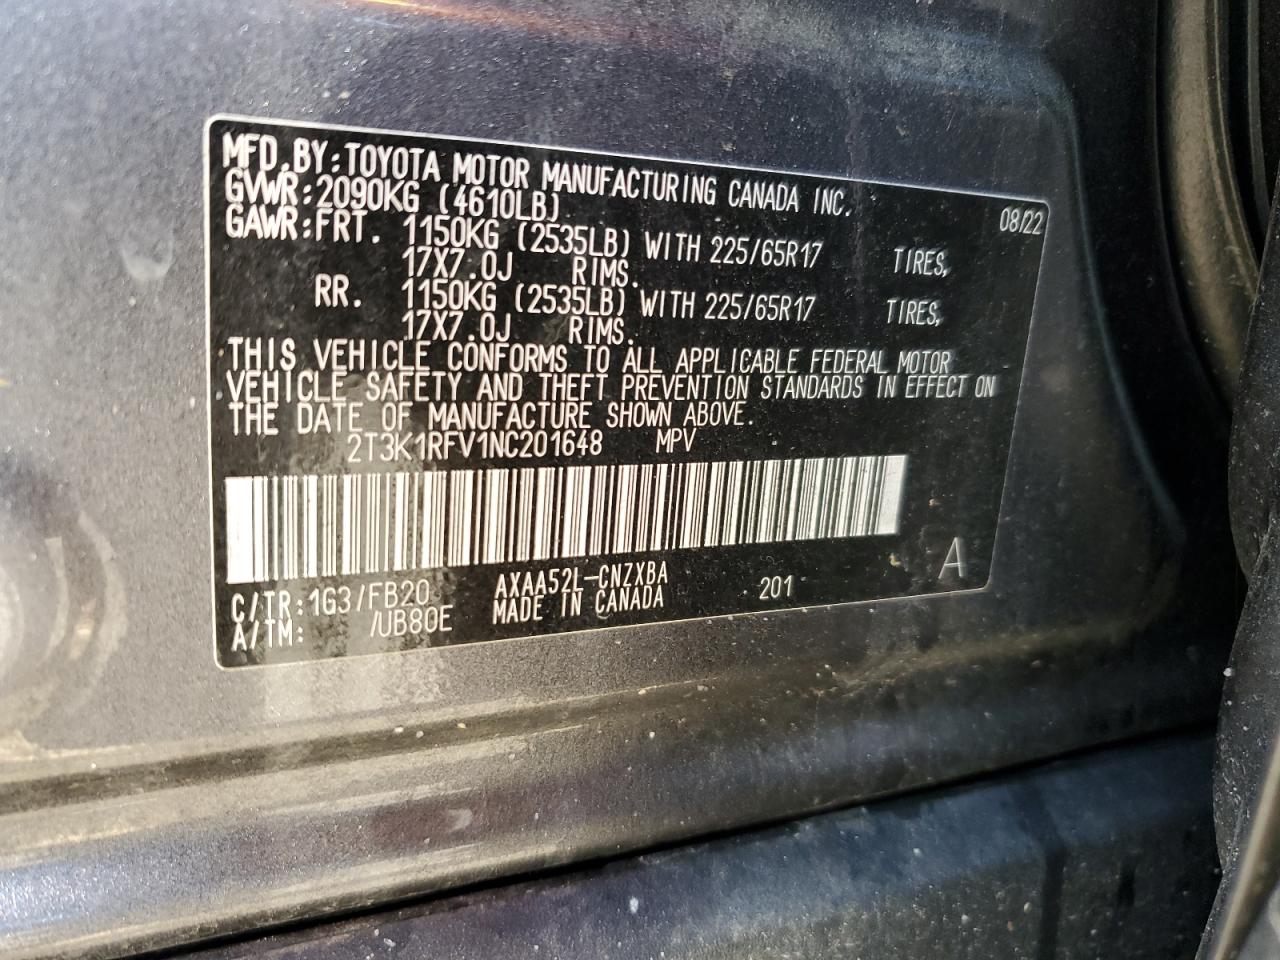 MFD.BY:TOYOTA MOTOR MANUFACTURING CANADA INC.
08/22
GVWR:2090KG (4610LB)
GAWR:FRT. 1150KG (2535LB) WITH 225/65R17 TIRES,
17X7.0J RIMS.
RR. 1150KG (2535LB) WITH 225/65R17 TIRES,
17X7.0J RIMS.
THIS VEHICLE CONFORMS TO ALL APPLICABLE FEDERAL MOTOR
VEHICLE SAFETY AND THEFT PREVENTION STANDARDS IN EFFECT ON
THE DATE OF MANUFACTURE SHOWN ABOVE.
2T3K1RFV1NC201648 MPV
C/TR:1G3/FB20 AXAA52L-CNZXBA 201 A
A/TM: /UB80E MADE IN CANADA